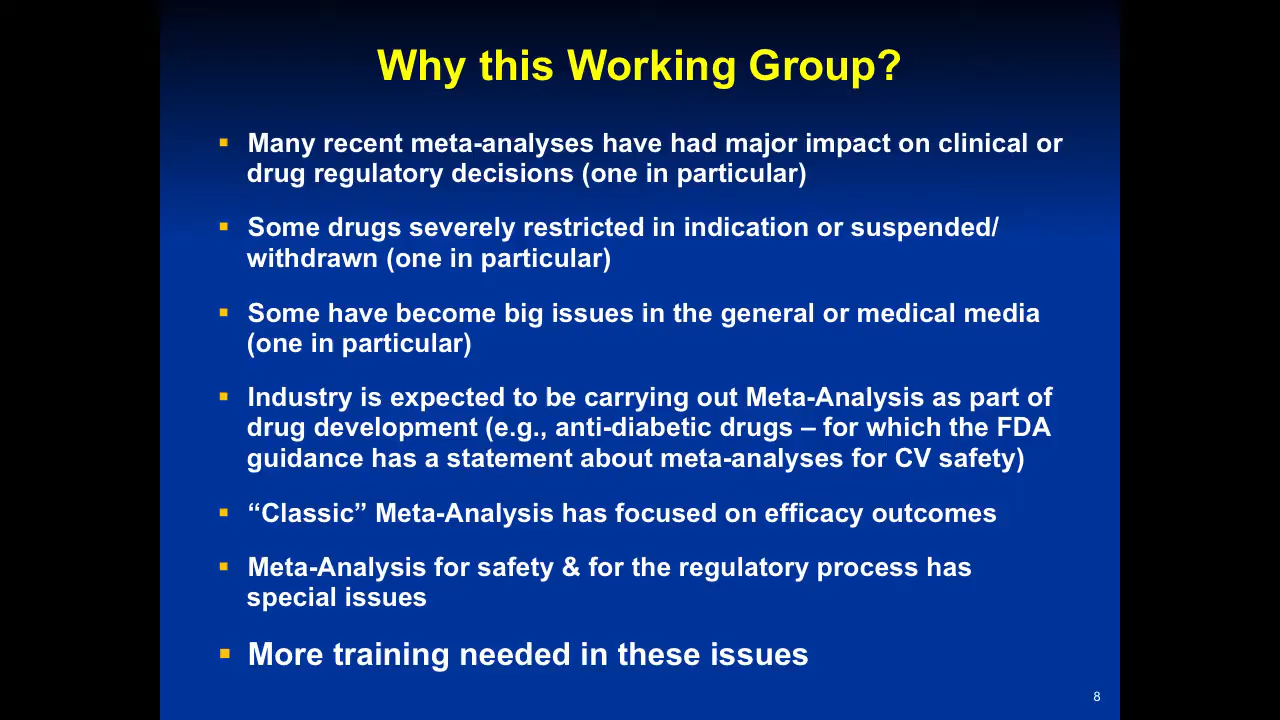 Why this Working Group?
▪ Many recent meta-analyses have had major impact on clinical or
drug regulatory decisions (one in particular)
▪ Some drugs severely restricted in indication or suspended/
withdrawn (one in particular)
▪ Some have become big issues in the general or medical media
(one in particular)
▪ Industry is expected to be carrying out Meta-Analysis as part of
drug development (e.g., anti-diabetic drugs – for which the FDA
guidance has a statement about meta-analyses for CV safety)
▪ “Classic” Meta-Analysis has focused on efficacy outcomes
▪ Meta-Analysis for safety & for the regulatory process has
special issues
▪ More training needed in these issues
8